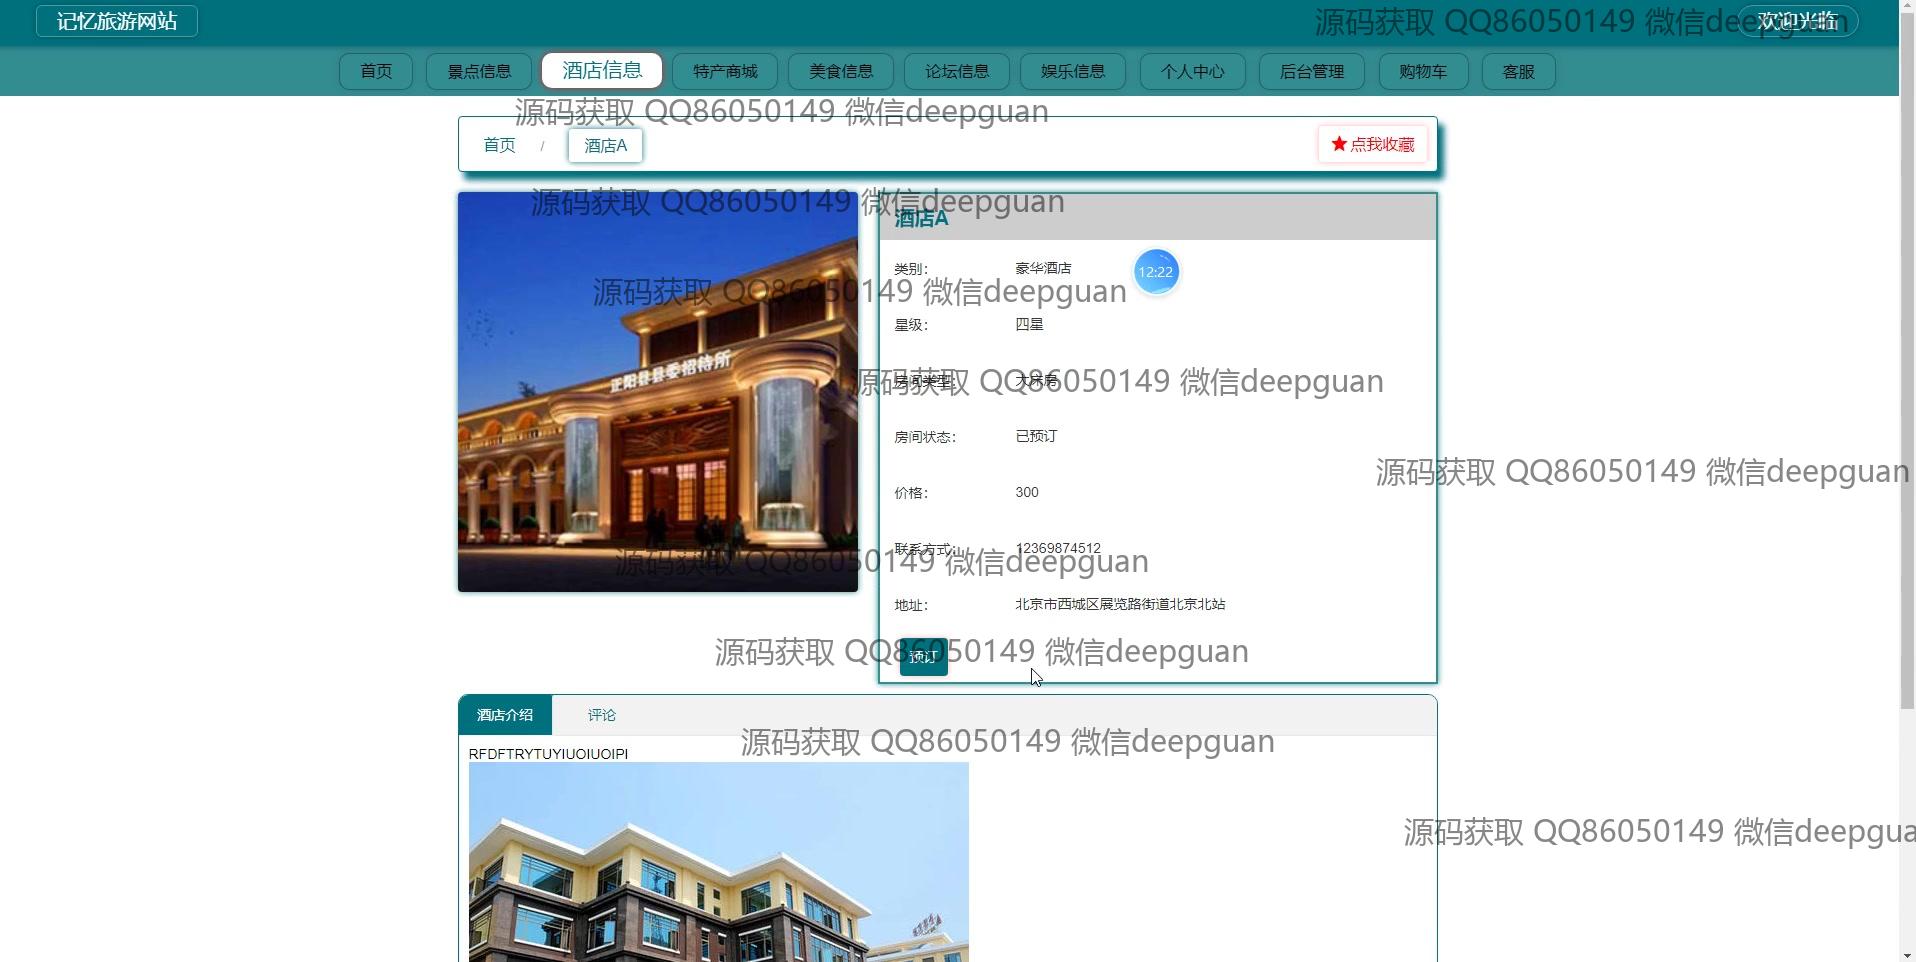 记忆旅游网站
欢迎光临
源码获取 QQ86050149 微信deepguan
首页
景点信息
酒店信息
特产商城
美食信息
论坛信息
娱乐信息
个人中心
后台管理
购物车
客服
源码获取 QQ86050149 微信deepguan
首页 / 酒店A
点我收藏
源码获取 QQ86050149 微信deepguan
酒店A
类别： 豪华酒店
12:22
源码获取 QQ86050149 微信deepguan
星级： 四星
正阳县县委招待所
房间类型： 大床房
源码获取 QQ86050149 微信deepguan
房间状态： 已预订
源码获取 QQ86050149 微信deepguan
价格： 300
联系方式： 12369874512
源码获取 QQ86050149 微信deepguan
地址： 北京市西城区展览路街道北京北站
预订
源码获取 QQ86050149 微信deepguan
酒店介绍
评论
源码获取 QQ86050149 微信deepguan
RFDFTRYTUYIUOIUOIPI
源码获取 QQ86050149 微信deepgua